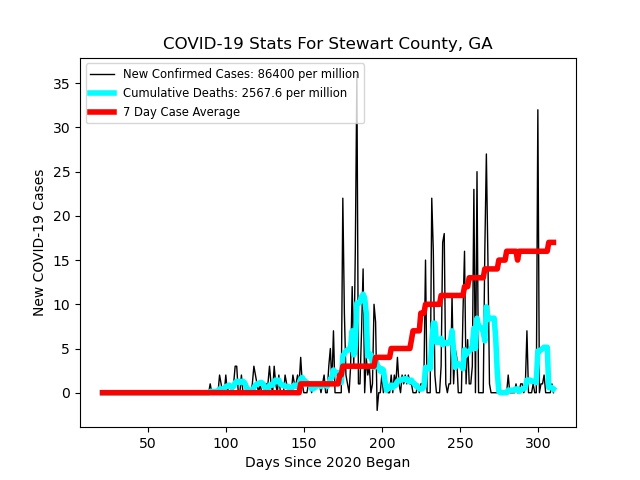 COVID-19 Stats For Stewart County, GA
New Confirmed Cases: 86400 per million
Cumulative Deaths: 2567.6 per million
7 Day Case Average
New COVID-19 Cases
35
30
25
20
15
10
5
0
50 100 150 200 250 300
Days Since 2020 Began